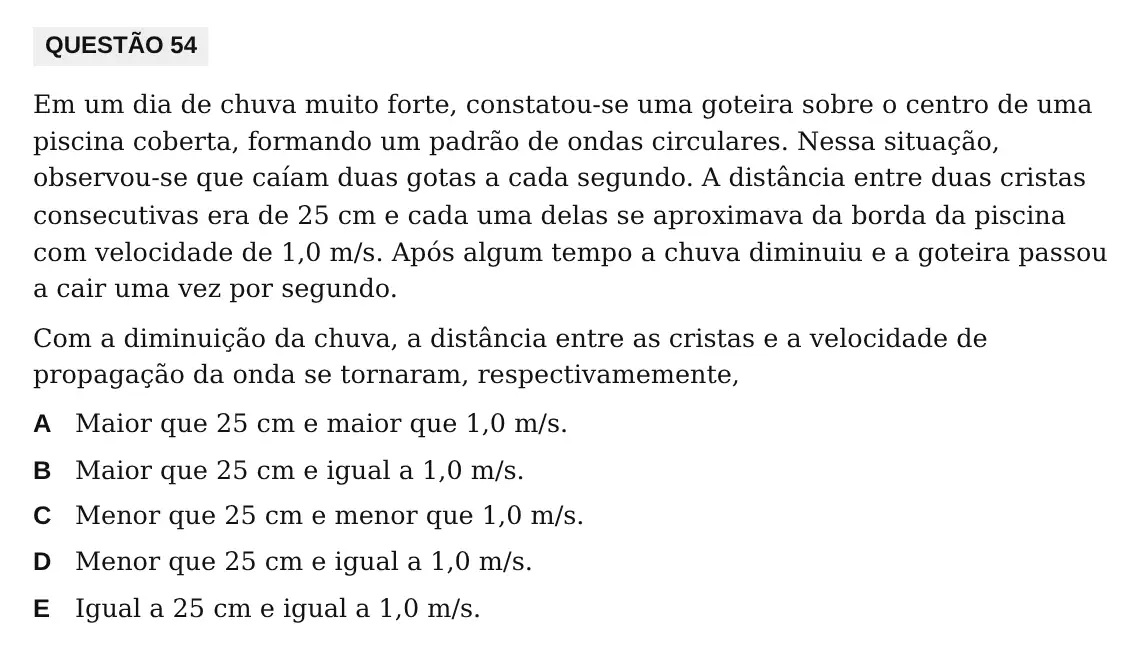 QUESTÃO 54
Em um dia de chuva muito forte, constatou-se uma goteira sobre o centro de uma
piscina coberta, formando um padrão de ondas circulares. Nessa situação,
observou-se que caíam duas gotas a cada segundo. A distância entre duas cristas
consecutivas era de 25 cm e cada uma delas se aproximava da borda da piscina
com velocidade de 1,0 m/s. Após algum tempo a chuva diminuiu e a goteira passou
a cair uma vez por segundo.
Com a diminuição da chuva, a distância entre as cristas e a velocidade de
propagação da onda se tornaram, respectivamemente,
A Maior que 25 cm e maior que 1,0 m/s.
B Maior que 25 cm e igual a 1,0 m/s.
C Menor que 25 cm e menor que 1,0 m/s.
D Menor que 25 cm e igual a 1,0 m/s.
E Igual a 25 cm e igual a 1,0 m/s.